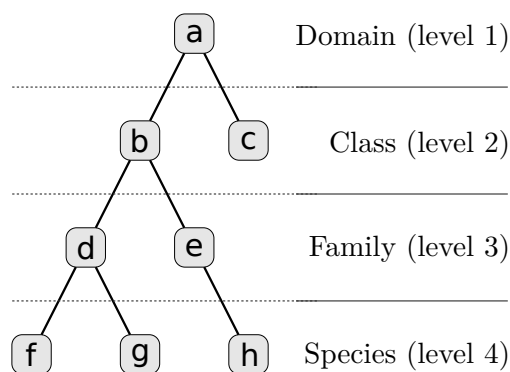 a Domain (level 1)
b c Class (level 2)
d e Family (level 3)
f g h Species (level 4)